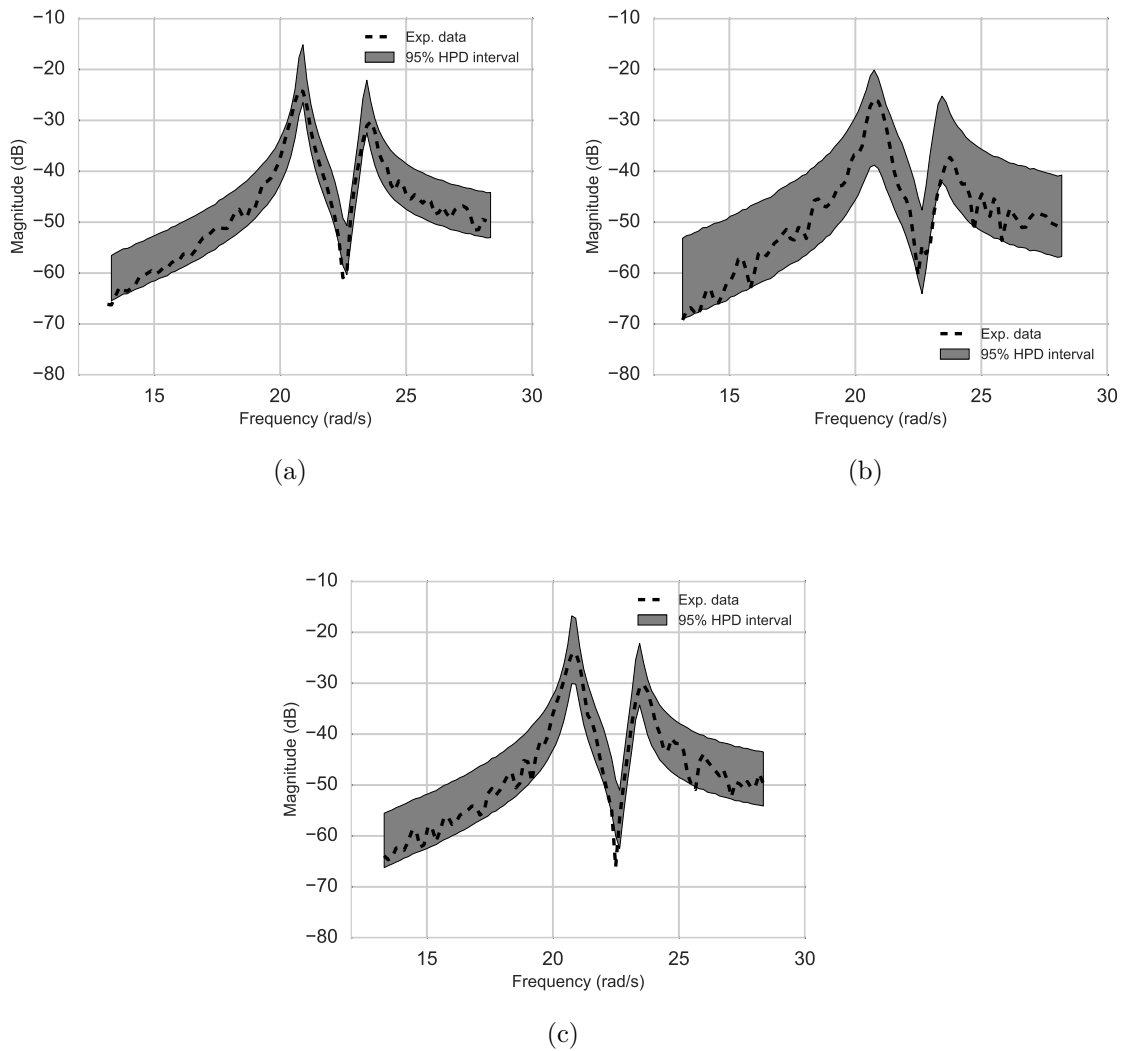 −10
−20
−30
−40
−50
−60
−70
−80
Magnitude (dB)
15 20 25 30
Frequency (rad/s)
Exp. data
95% HPD interval
(a)
−10
−20
−30
−40
−50
−60
−70
−80
Magnitude (dB)
15 20 25 30
Frequency (rad/s)
Exp. data
95% HPD interval
(b)
−10
−20
−30
−40
−50
−60
−70
−80
Magnitude (dB)
15 20 25 30
Frequency (rad/s)
Exp. data
95% HPD interval
(c)